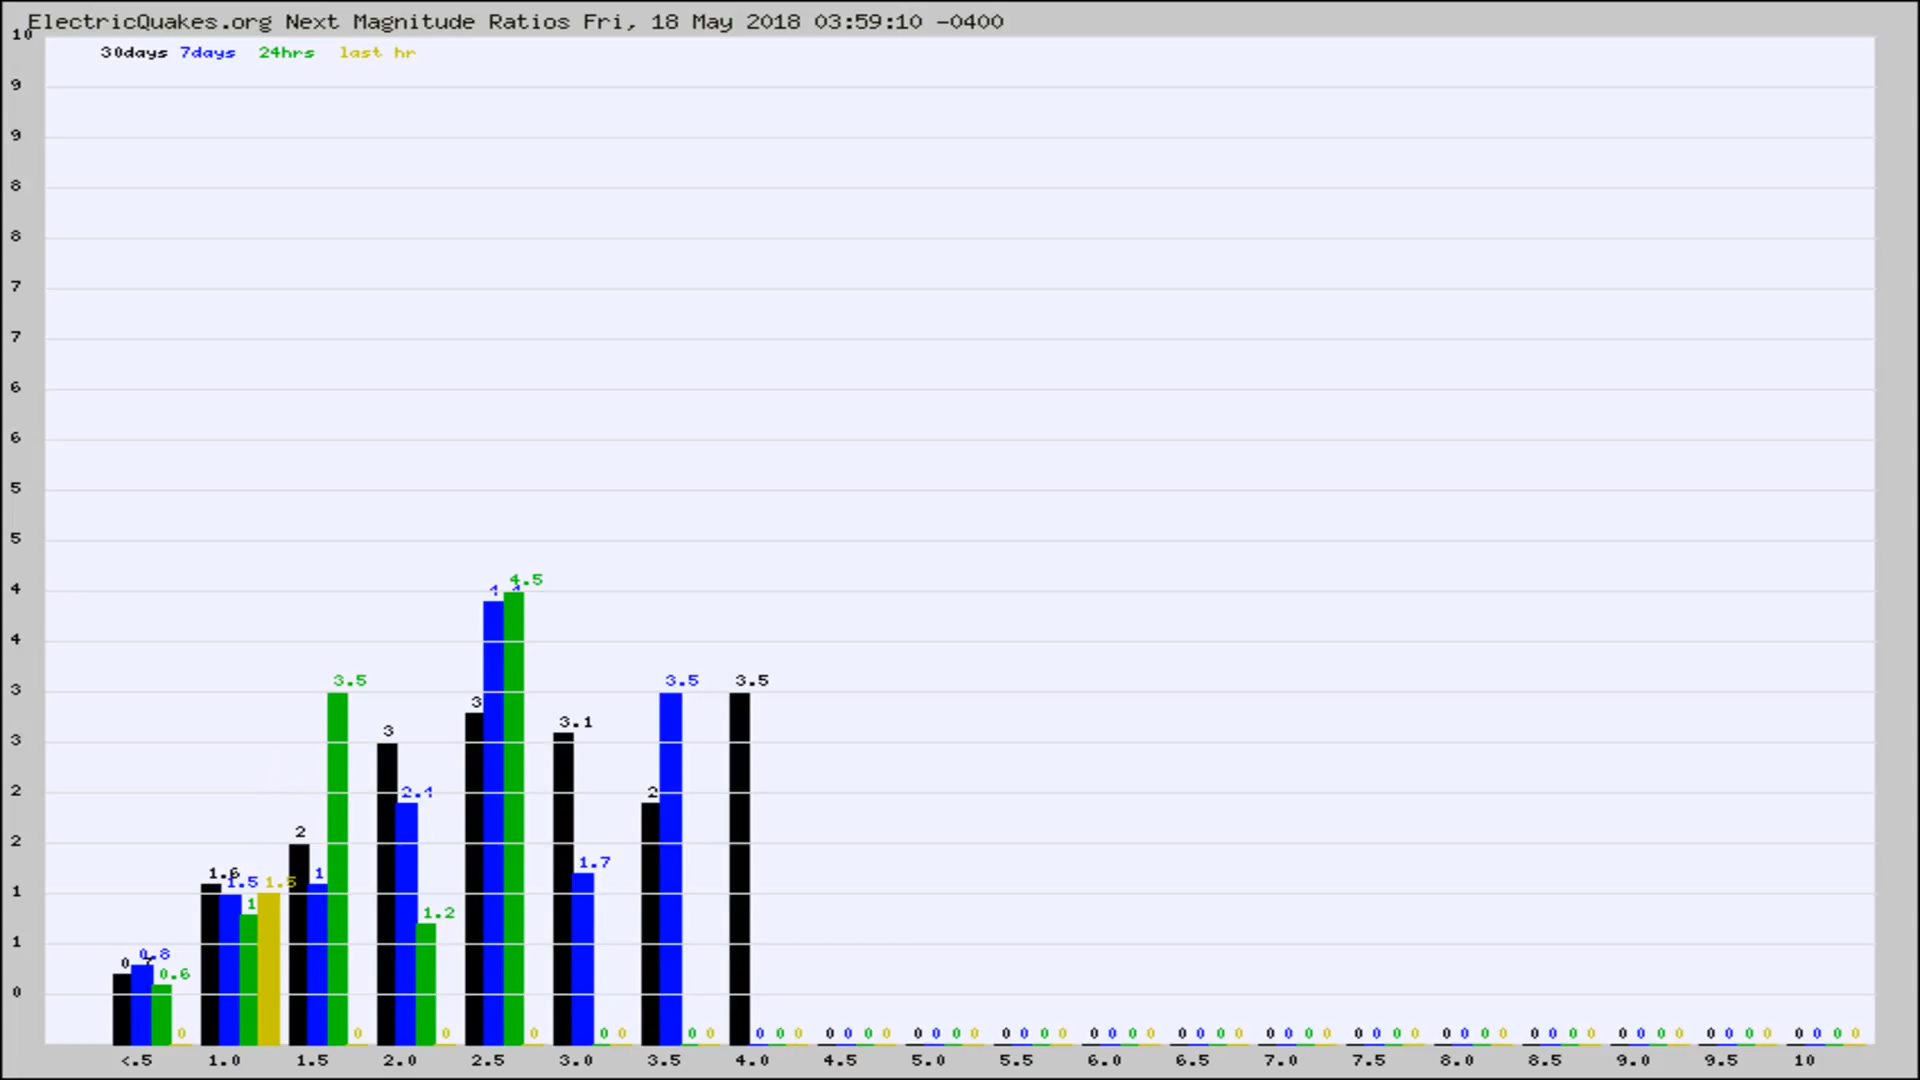 ElectricQuakes.org Next Magnitude Ratios Fri, 18 May 2018 03:59:10 -0400
10
30days 7days 24hrs last hr
9
9
8
8
7
7
6
6
5
5
4
4
3
3
2
2
1
1
0
4.5
3.5 3 3.5 3.5
3 3.1
2 2.4 2
1.6 1.5 1 1.5 1 1.2 1.7
0.8 0.6
0 0 0 0 0 0 0 0 0 0 0 0
0 0 0 0 0 0 0 0 0 0 0 0 0 0 0 0 0 0 0 0 0 0 0 0 0 0 0 0 0 0 0 0 0 0 0 0 0 0 0 0 0 0 0 0 0 0 0 0
<.5 1.0 1.5 2.0 2.5 3.0 3.5 4.0 4.5 5.0 5.5 6.0 6.5 7.0 7.5 8.0 8.5 9.0 9.5 10